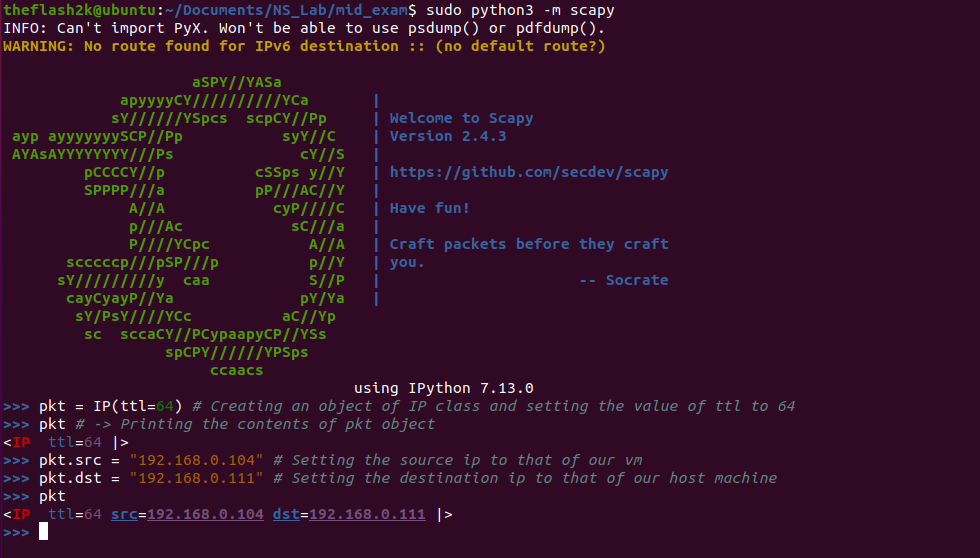 theflash2k@ubuntu:~/Documents/NS_Lab/mid_exam$ sudo python3 -m scapy
INFO: Can't import PyX. Won't be able to use psdump() or pdfdump().
WARNING: No route found for IPv6 destination :: (no default route?)
                     aSPY//YASa
             apyyyyCY//////////YCa       |
            sY//////YSpcs  scpCY//Pp     | Welcome to Scapy
 ayp ayyyyyyySCP//Pp           syY//C    | Version 2.4.3
 AYAsAYYYYYYYY///Ps              cY//S   |
         pCCCCY//p          cSSps y//Y   | https://github.com/secdev/scapy
         SPPPP///a          pP///AC//Y   |
              A//A            cyP////C   | Have fun!
              p///Ac            sC///a   |
              P////YCpc           A//A   | Craft packets before they craft
       scccccp///pSP///p          p//Y   | you.
      sY/////////y  caa           S//P   |                      -- Socrate
       cayCyayP//Ya              pY/Ya   |
        sY/PsY////YCc          aC//Yp
         sc  sccaCY//PCypaapyCP//YSs
                  spCPY//////YPSps
                       ccaacs
                                       using IPython 7.13.0
>>> pkt = IP(ttl=64) # Creating an object of IP class and setting the value of ttl to 64
>>> pkt # -> Printing the contents of pkt object
<IP  ttl=64 |>
>>> pkt.src = "192.168.0.104" # Setting the source ip to that of our vm
>>> pkt.dst = "192.168.0.111" # Setting the destination ip to that of our host machine
>>> pkt
<IP  ttl=64 src=192.168.0.104 dst=192.168.0.111 |>
>>>